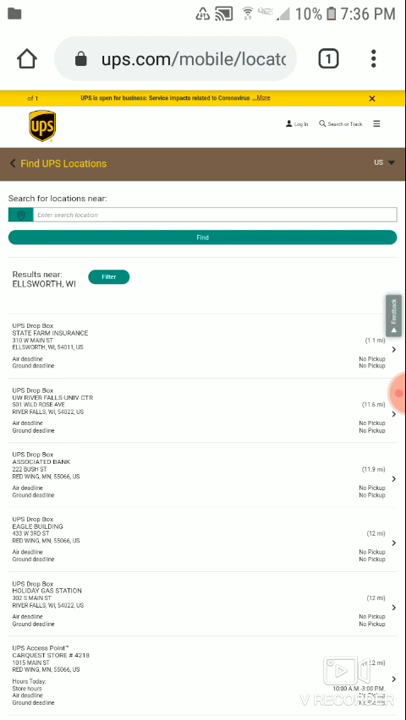 10% 7:36 PM
ups.com/mobile/locato
1
of 1 UPS is open for business: Service impacts related to Coronavirus ...More
ups
Log In Search or Track
Find UPS Locations US
Search for locations near:
Enter search location
Find
Results near:
ELLSWORTH, WI
Filter
Feedback
UPS Drop Box
STATE FARM INSURANCE
310 W MAIN ST (1.1 mi)
ELLSWORTH, WI, 54011, US
Air deadline No Pickup
Ground deadline No Pickup
UPS Drop Box
UW RIVER FALLS-UNIV CTR
501 WILD ROSE AVE (11.6 mi)
RIVER FALLS, WI, 54022, US
Air deadline No Pickup
Ground deadline No Pickup
UPS Drop Box
ASSOCIATED BANK
222 BUSH ST (11.9 mi)
RED WING, MN, 55066, US
Air deadline No Pickup
Ground deadline No Pickup
UPS Drop Box
EAGLE BUILDING
433 W 3RD ST (12 mi)
RED WING, MN, 55066, US
Air deadline No Pickup
Ground deadline No Pickup
UPS Drop Box
HOLIDAY GAS STATION
302 S MAIN ST (12 mi)
RIVER FALLS, WI, 54022, US
Air deadline No Pickup
Ground deadline No Pickup
UPS Access Point™
CARQUEST STORE # 4218
1015 MAIN ST
RED WING, MN, 55066, US
Hours Today:
Store hours 10:00 A.M.-3:00 P.M.
Air deadline
Ground deadline
V RECORDER